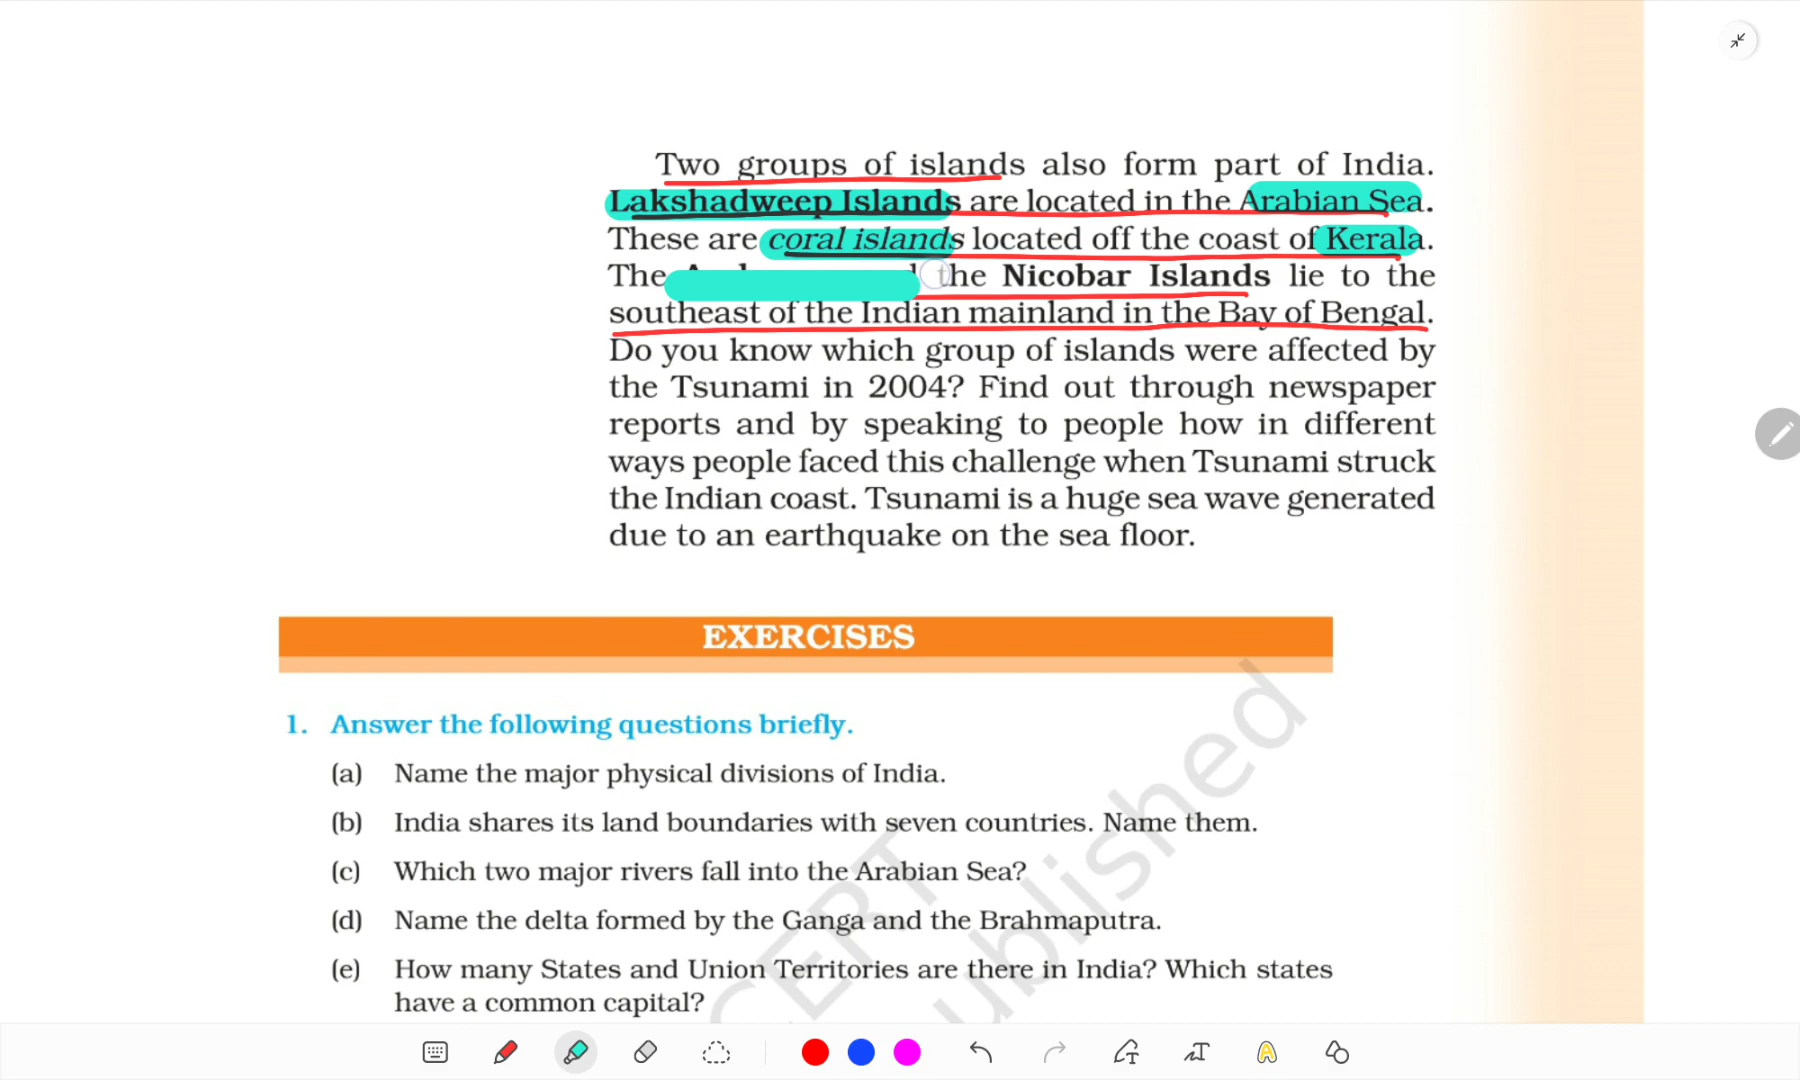 Two groups of islands also form part of India.
Lakshadweep Islands are located in the Arabian Sea.
These are coral islands located off the coast of Kerala.
The the Nicobar Islands lie to the
southeast of the Indian mainland in the Bay of Bengal.
Do you know which group of islands were affected by
the Tsunami in 2004? Find out through newspaper
reports and by speaking to people how in different
ways people faced this challenge when Tsunami struck
the Indian coast. Tsunami is a huge sea wave generated
due to an earthquake on the sea floor.
EXERCISES
1. Answer the following questions briefly.
(a) Name the major physical divisions of India.
(b) India shares its land boundaries with seven countries. Name them.
(c) Which two major rivers fall into the Arabian Sea?
(d) Name the delta formed by the Ganga and the Brahmaputra.
(e) How many States and Union Territories are there in India? Which states
have a common capital?